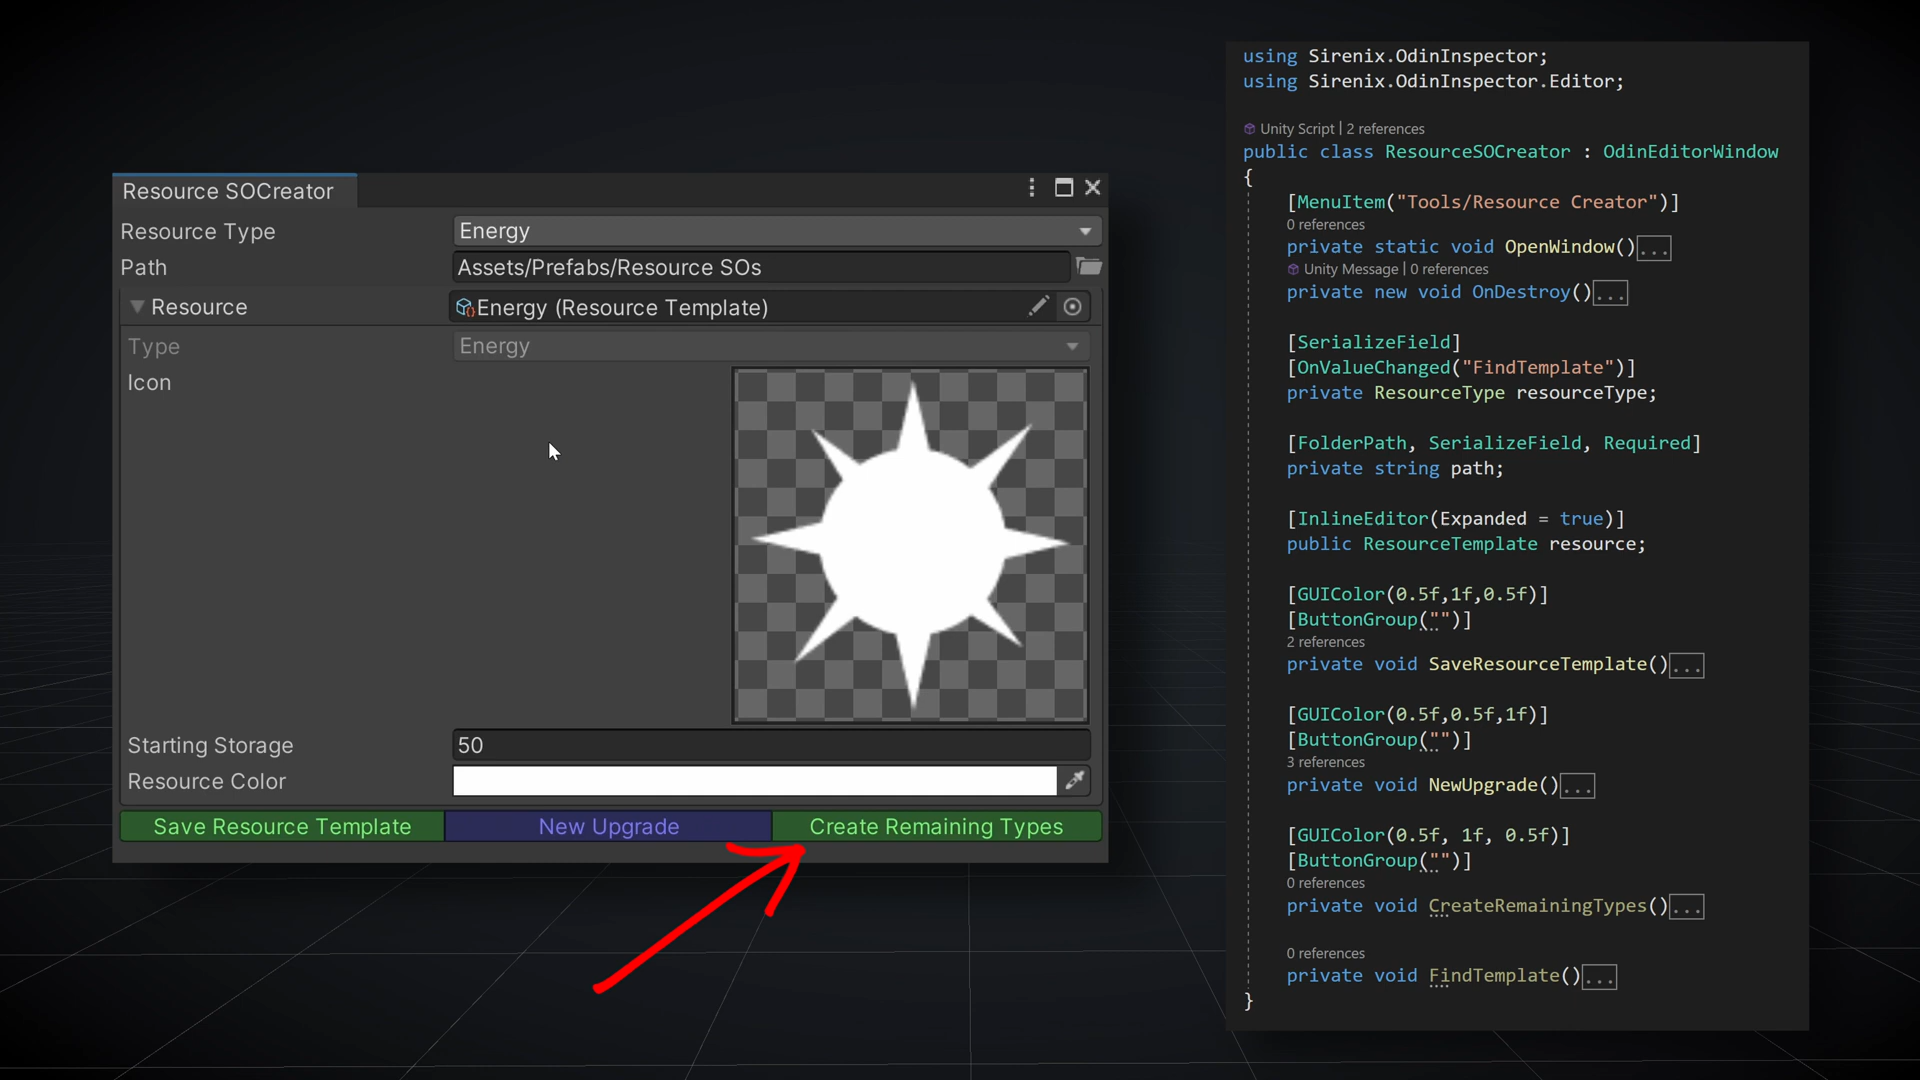 Resource SOCreator
Resource Type
Energy
Path
Assets/Prefabs/Resource SOs
Resource
Energy (Resource Template)
Type
Energy
Icon
Starting Storage
50
Resource Color
Save Resource Template
New Upgrade
Create Remaining Types
using Sirenix.OdinInspector;
using Sirenix.OdinInspector.Editor;
Unity Script | 2 references
public class ResourceSOCreator : OdinEditorWindow
{
[MenuItem("Tools/Resource Creator")]
0 references
private static void OpenWindow()...
Unity Message | 0 references
private new void OnDestroy()...
[SerializeField]
[OnValueChanged("FindTemplate")]
private ResourceType resourceType;
[FolderPath, SerializeField, Required]
private string path;
[InlineEditor(Expanded = true)]
public ResourceTemplate resource;
[GUIColor(0.5f,1f,0.5f)]
[ButtonGroup("")]
2 references
private void SaveResourceTemplate()...
[GUIColor(0.5f,0.5f,1f)]
[ButtonGroup("")]
3 references
private void NewUpgrade()...
[GUIColor(0.5f, 1f, 0.5f)]
[ButtonGroup("")]
0 references
private void CreateRemainingTypes()...
0 references
private void FindTemplate()...
}